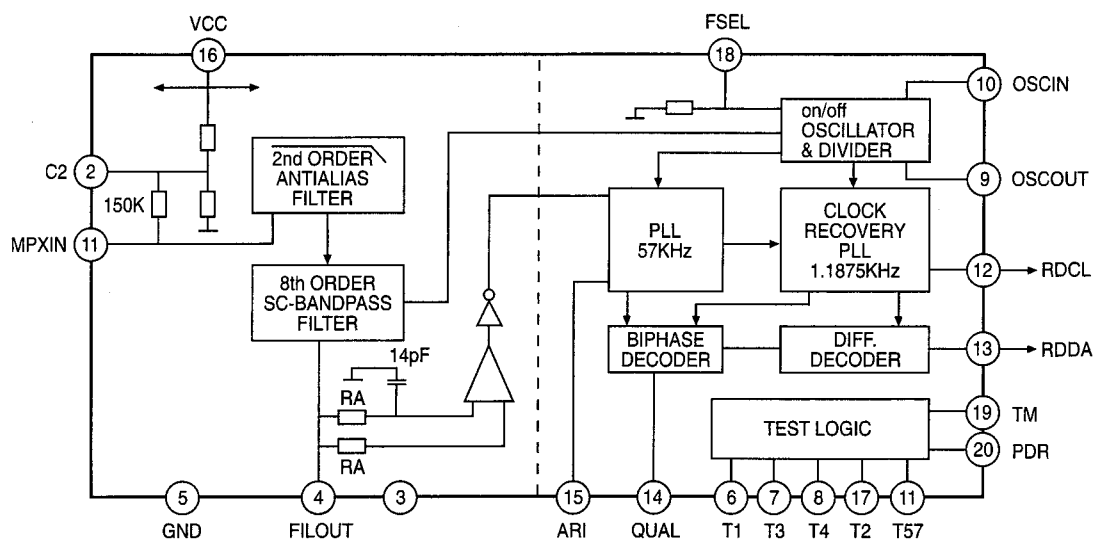 VCC
FSEL
16
18
10
OSCIN
on/off
OSCILLATOR
& DIVIDER
2nd ORDER
ANTIALIAS
FILTER
C2
2
9
OSCOUT
150K
MPXIN
11
PLL
57KHz
CLOCK
RECOVERY
PLL
1.1875KHz
8th ORDER
SC-BANDPASS
FILTER
12
RDCL
14pF
BIPHASE
DECODER
DIFF.
DECODER
13
RDDA
RA
RA
TEST LOGIC
19
TM
20
PDR
5
4
3
15
14
6
7
8
17
11
GND
FILOUT
ARI
QUAL
T1
T3
T4
T2
T57